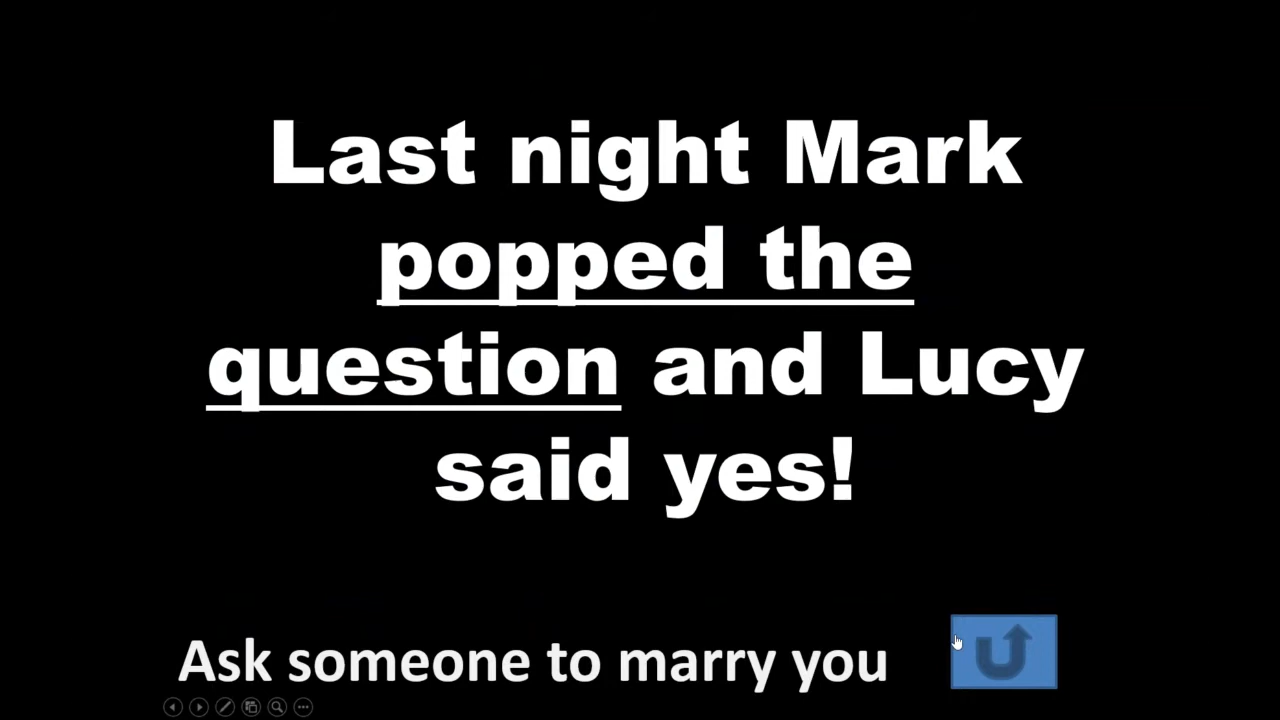 Last night Mark
popped the
question and Lucy
said yes!
Ask someone to marry you